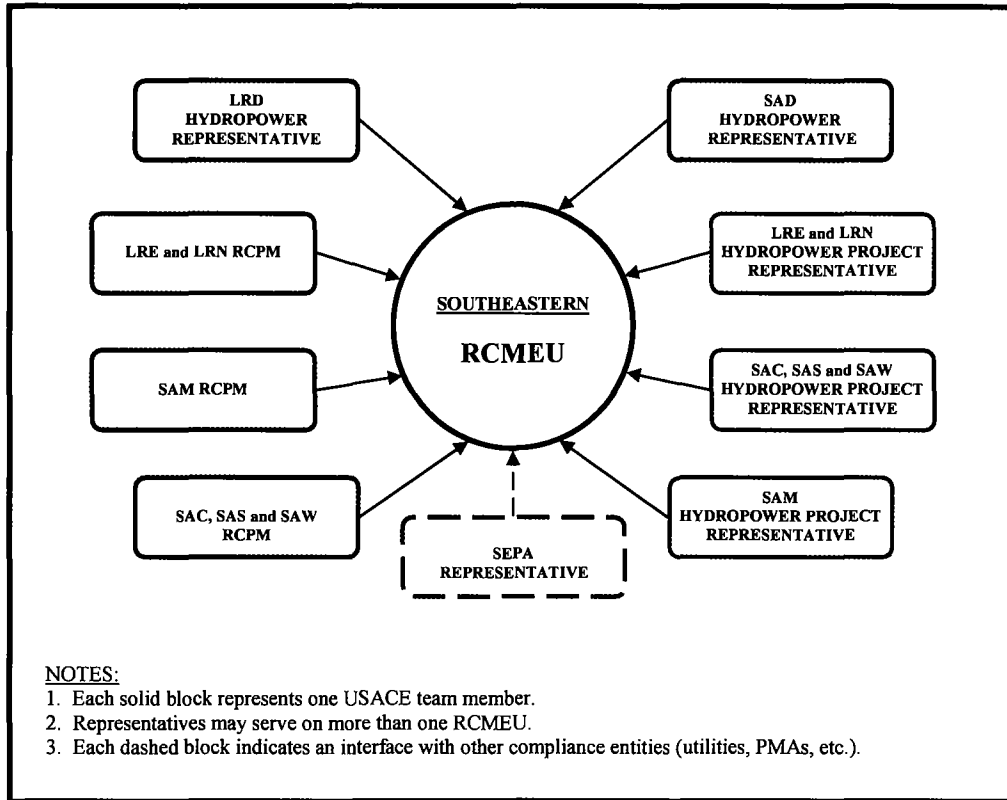 LRD
HYDROPOWER
REPRESENTATIVE
SAD
HYDROPOWER
REPRESENTATIVE
LRE and LRN RCPM
LRE and LRN
HYDROPOWER PROJECT
REPRESENTATIVE
SOUTHEASTERN
RCMEU
SAM RCPM
SAC, SAS and SAW
HYDROPOWER PROJECT
REPRESENTATIVE
SAC, SAS and SAW
RCPM
SEPA
REPRESENTATIVE
SAM
HYDROPOWER PROJECT
REPRESENTATIVE
NOTES:
1. Each solid block represents one USACE team member.
2. Representatives may serve on more than one RCMEU.
3. Each dashed block indicates an interface with other compliance entities (utilities, PMAs, etc.).